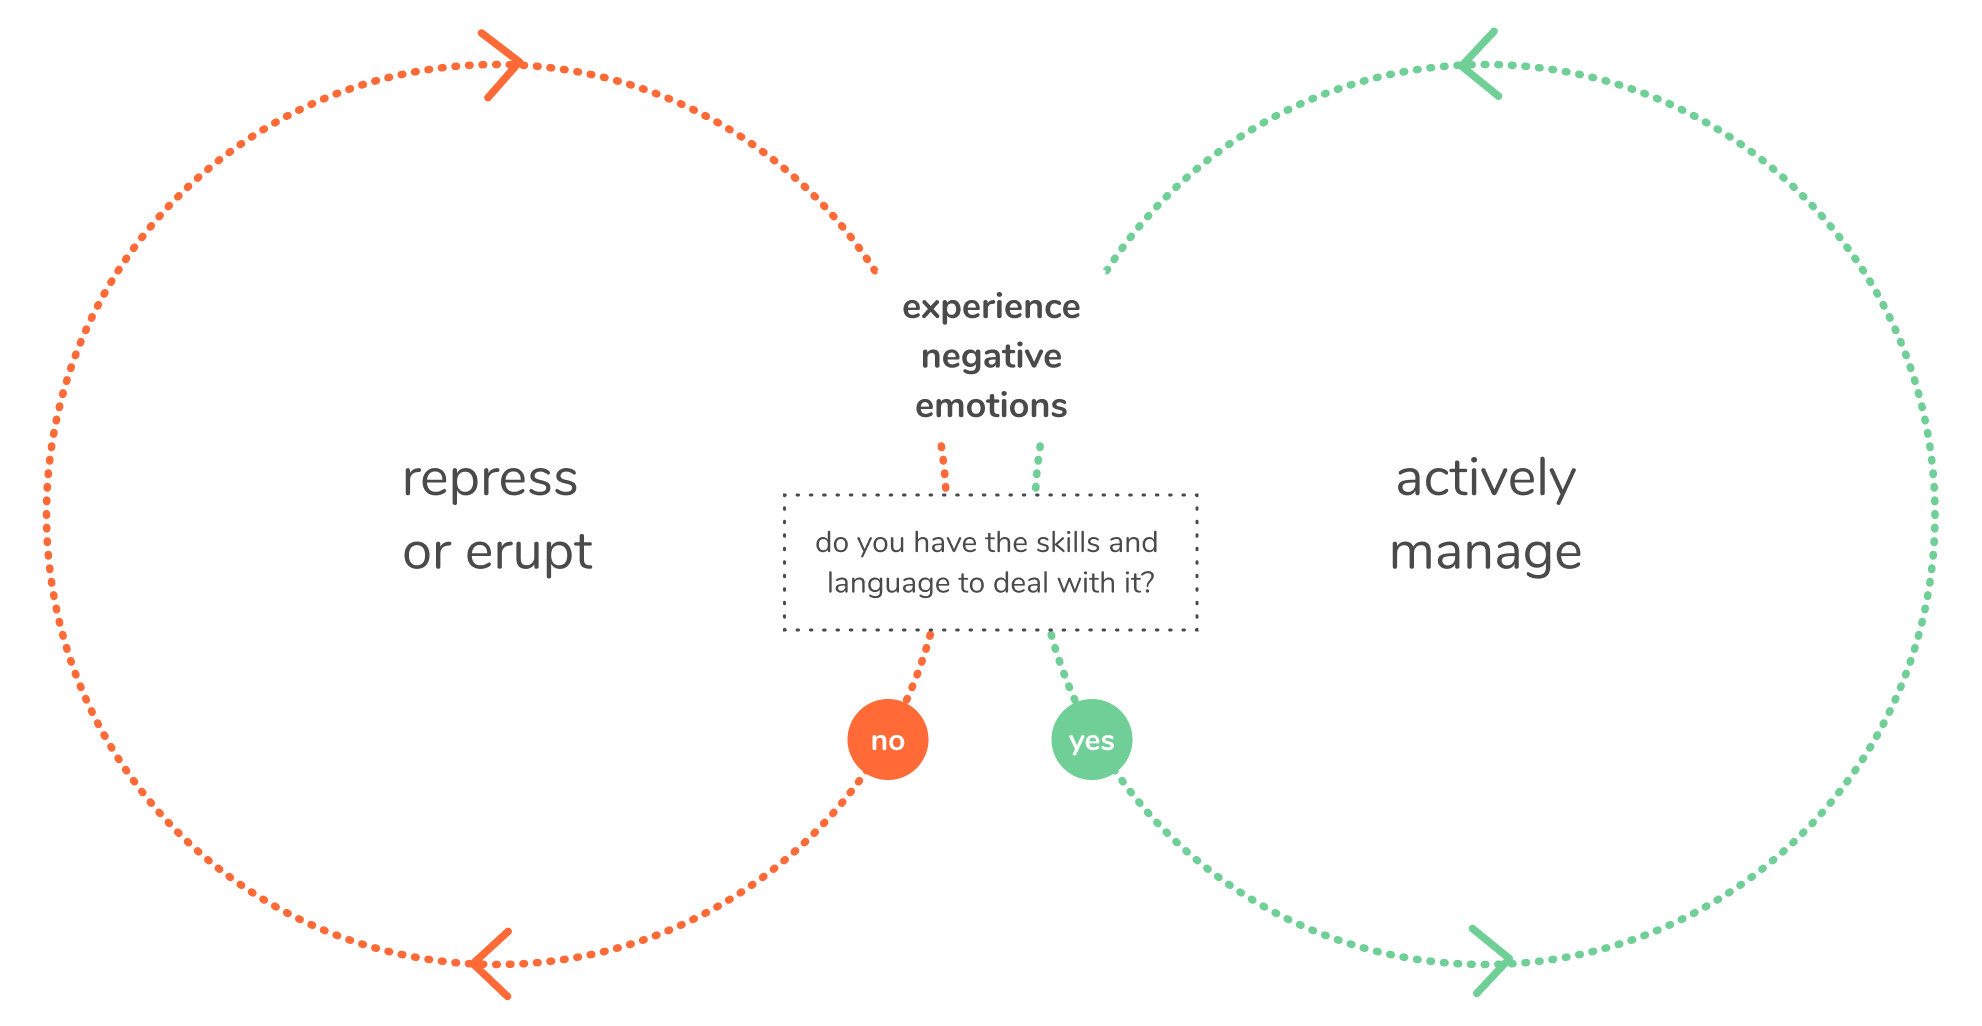 experience
negative
emotions
repress
or erupt
do you have the skills and
language to deal with it?
actively
manage
no
yes